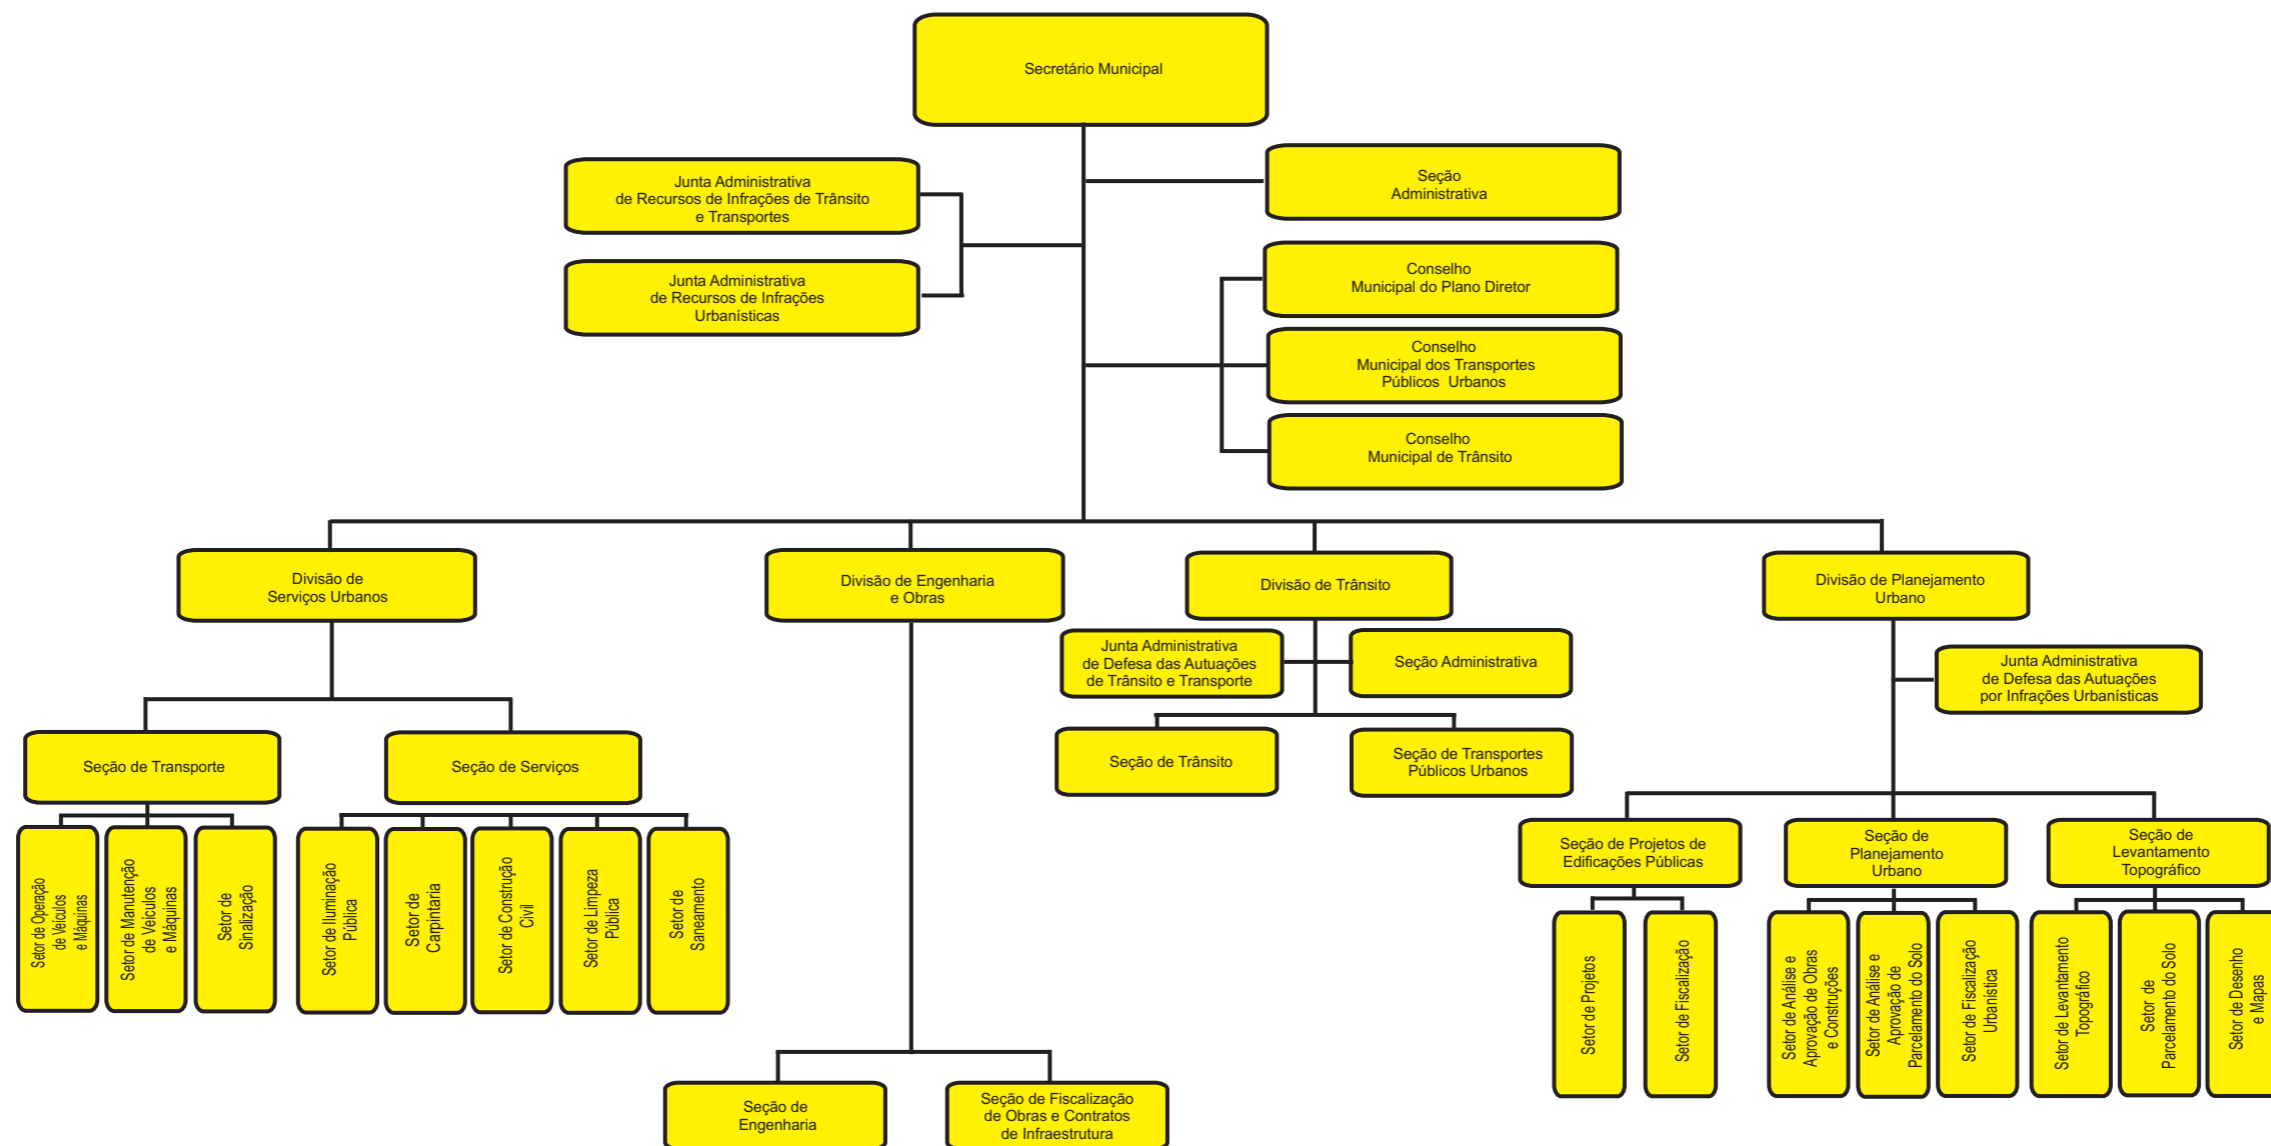 Secretário Municipal
Junta Administrativa
de Recursos de Infrações de Trânsito
e Transportes
Seção
Administrativa
Junta Administrativa
de Recursos de Infrações
Urbanísticas
Conselho
Municipal do Plano Diretor
Conselho
Municipal dos Transportes
Públicos Urbanos
Conselho
Municipal de Trânsito
Divisão de
Serviços Urbanos
Divisão de Engenharia
e Obras
Divisão de Trânsito
Divisão de Planejamento
Urbano
Junta Administrativa
de Defesa das Autuações
de Trânsito e Transporte
Seção Administrativa
Junta Administrativa
de Defesa das Autuações
por Infrações Urbanísticas
Seção de Transporte
Seção de Serviços
Seção de Trânsito
Seção de Transportes
Públicos Urbanos
Seção de Projetos de
Edificações Públicas
Seção de
Planejamento
Urbano
Seção de
Levantamento
Topográfico
Setor de Operação
de Veículos
e Máquinas
Setor de Manutenção
de Veículos
e Máquinas
Setor de
Sinalização
Setor de Iluminação
Pública
Setor de
Carpintaria
Setor de Construção
Civil
Setor de Limpeza
Pública
Setor de
Saneamento
Setor de Projetos
Setor de Fiscalização
Setor de Análise e
Aprovação de Obras
e Construções
Setor de Análise e
Aprovação de
Parcelamento do Solo
Setor de Fiscalização
Urbanística
Setor de Levantamento
Topográfico
Setor de
Parcelamento do Solo
Setor de Desenho
e Mapas
Seção de
Engenharia
Seção de Fiscalização
de Obras e Contratos
de Infraestrutura